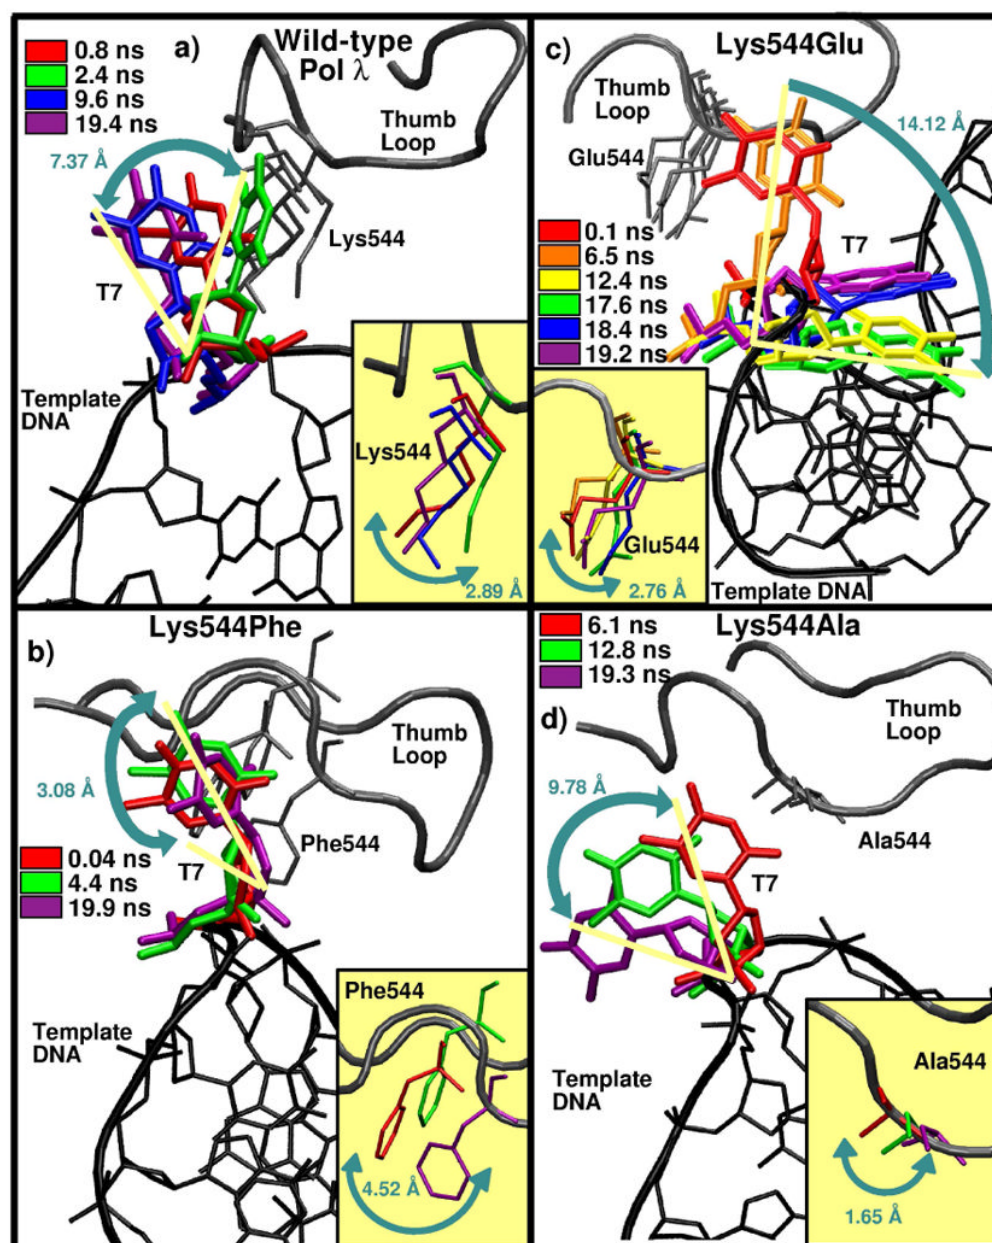 a)
Wild-type
Pol λ
0.8 ns
2.4 ns
9.6 ns
19.4 ns
7.37 Å
Thumb
Loop
Lys544
T7
Template
DNA
Lys544
2.89 Å
c)
Lys544Glu
Thumb
Loop
Glu544
14.12 Å
0.1 ns
6.5 ns
12.4 ns
17.6 ns
18.4 ns
19.2 ns
T7
Glu544
2.76 Å
Template DNA
b)
Lys544Phe
Thumb
Loop
3.08 Å
0.04 ns
4.4 ns
19.9 ns
T7
Phe544
Template
DNA
Phe544
4.52 Å
d)
Lys544Ala
6.1 ns
12.8 ns
19.3 ns
Thumb
Loop
9.78 Å
Ala544
T7
Template
DNA
Ala544
1.65 Å